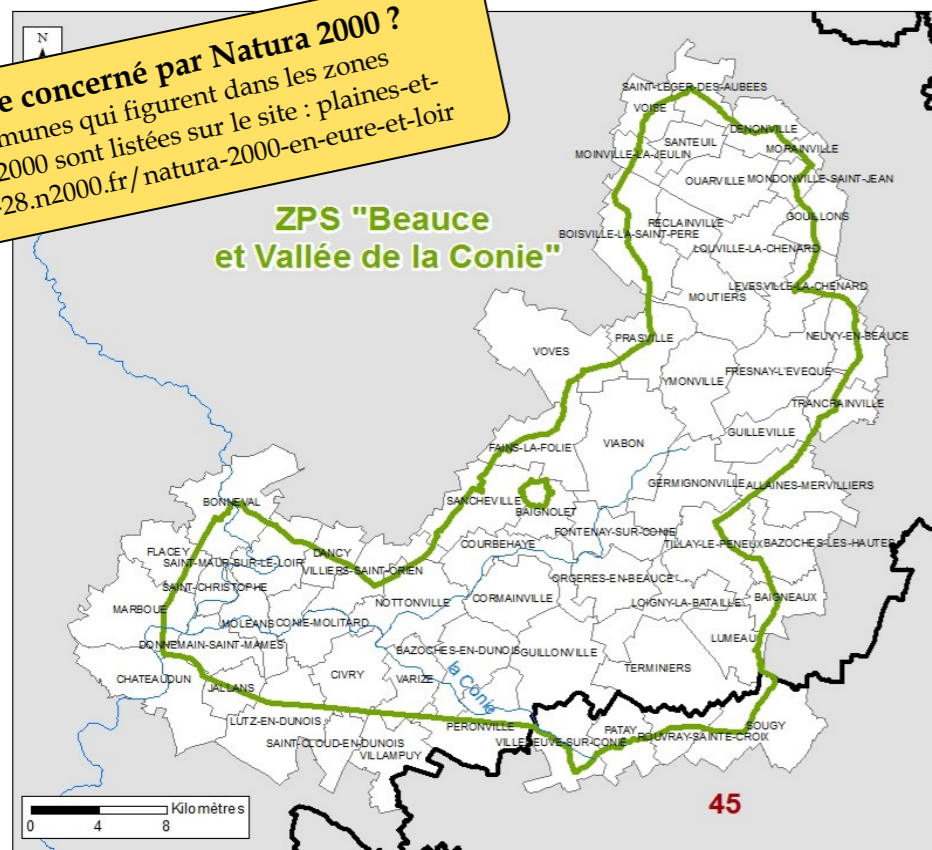 N
e concerné par Natura 2000 ?
munes qui figurent dans les zones
2000 sont listées sur le site : plaines-et-
-28.n2000.fr/natura-2000-en-eure-et-loir
ZPS "Beauce
et Vallée de la Conie"
SAINT-LEGER-DES-AUBEES
VOISE
DENONVILLE
SANTEUIL
MORAINVILLE
MOINVILLE-LA-JEULIN
OUARVILLE
MONDONVILLE-SAINT-JEAN
GOUILLONS
RECLAINVILLE
BOISVILLE-LA-SAINT-PERE
LOUVILLE-LA-CHENARD
LEVESVILLE-LA-CHENARD
MOUTIERS
PRASVILLE
NEUVY-EN-BEAUCE
VOVES
FRESNAY-L'EVEQUE
YMONVILLE
TRANCRAINVILLE
GUILLEVILLE
FAINS-LA-FOLIE
VIABON
GERMIGNONVILLE
ALLAINES-MERVILLIERS
SANCHEVILLE
BONNEVAL
BAIGNOLET
FONTENAY-SUR-CONIE
COURBEHAYE
TILLAY-LE-PENEUX
BAZOCHES-LES-HAUTES
FLACEY
DANCY
SAINT-MAUR-SUR-LE-LOIR
VILLIERS-SAINT-ORIEN
ORGERES-EN-BEAUCE
SAINT-CHRISTOPHE
NOTTONVILLE
CORMAINVILLE
BAIGNEAUX
LOIGNY-LA-BATAILLE
MARBOUE
MOLEANS
CONIE-MOLITARD
LUMEAU
DONNEMAIN-SAINT-MAMES
BAZOCHES-EN-DUNOIS
GUILLONVILLE
TERMINIERS
CHATEAUDUN
JALLANS
CIVRY
VARIZE
la Conie
LUTZ-EN-DUNOIS
PERONVILLE
PATAY
SOUGY
ROUVRAY-SAINTE-CROIX
SAINT-CLOUD-EN-DUNOIS
VILLENEUVE-SUR-CONIE
VILLAMPUY
45
Kilomètres
0 4 8